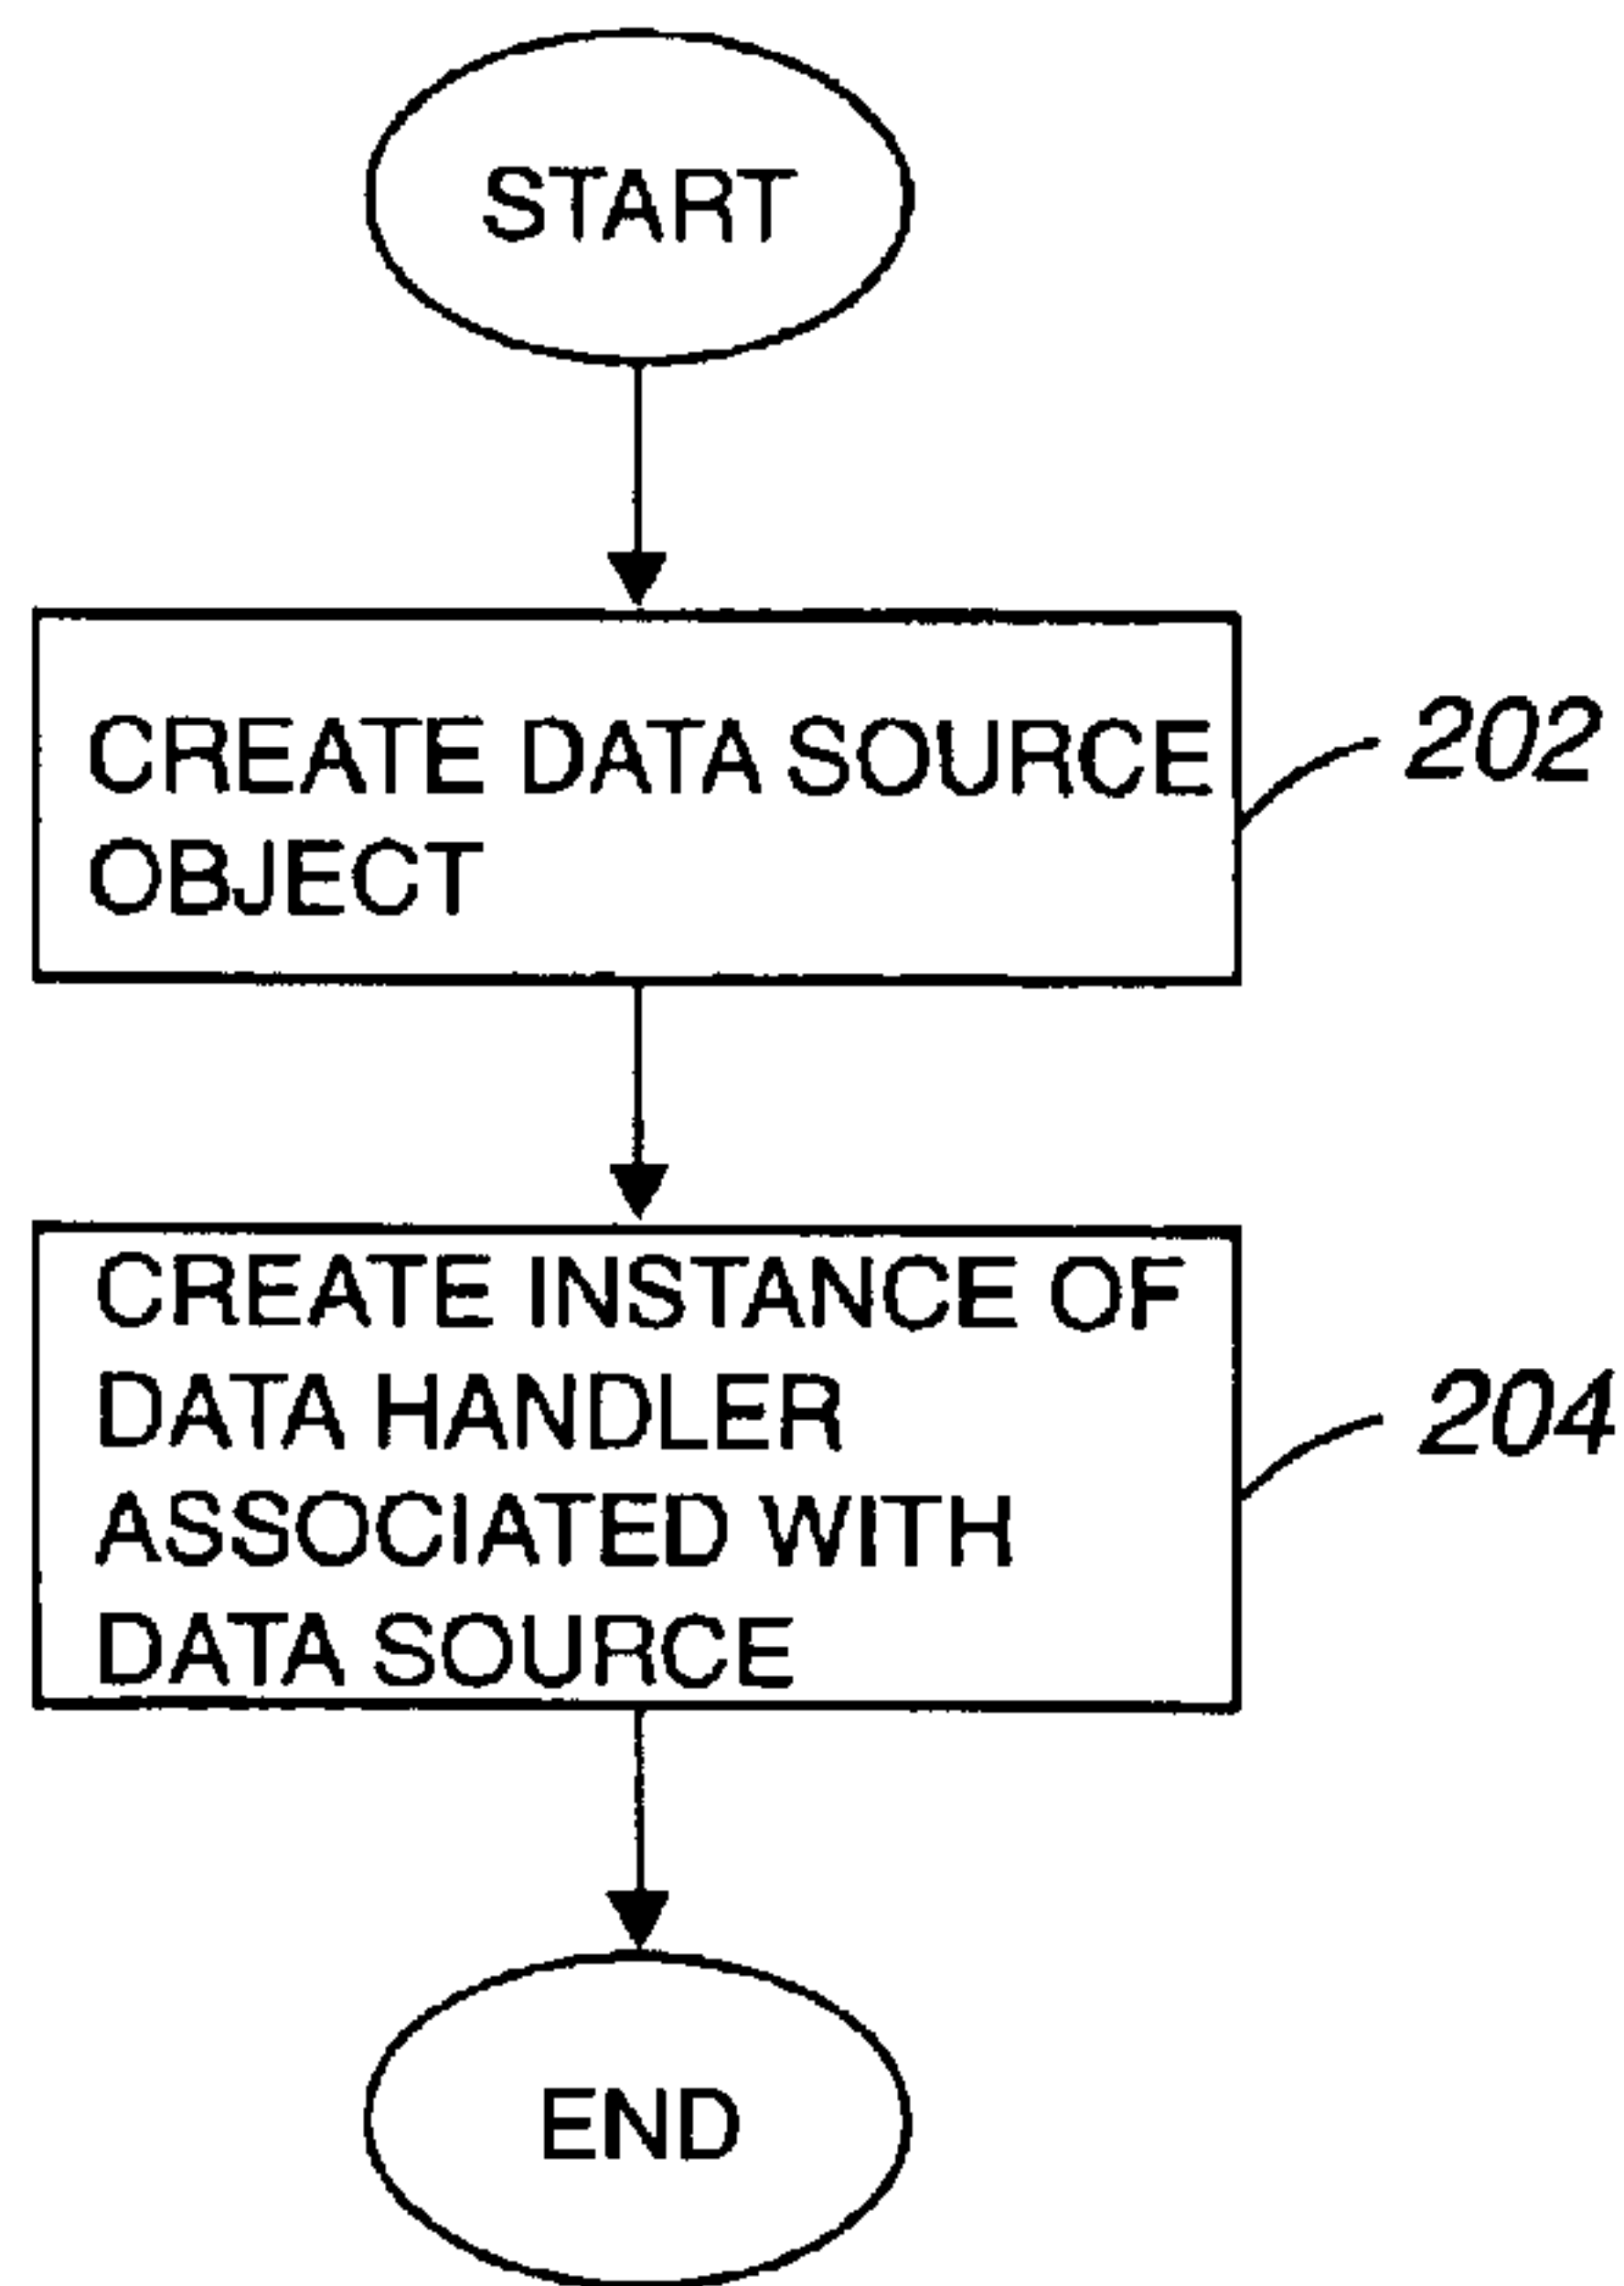 START
CREATE DATA SOURCE
OBJECT
202
CREATE INSTANCE OF
DATA HANDLER
ASSOCIATED WITH
DATA SOURCE
204
END